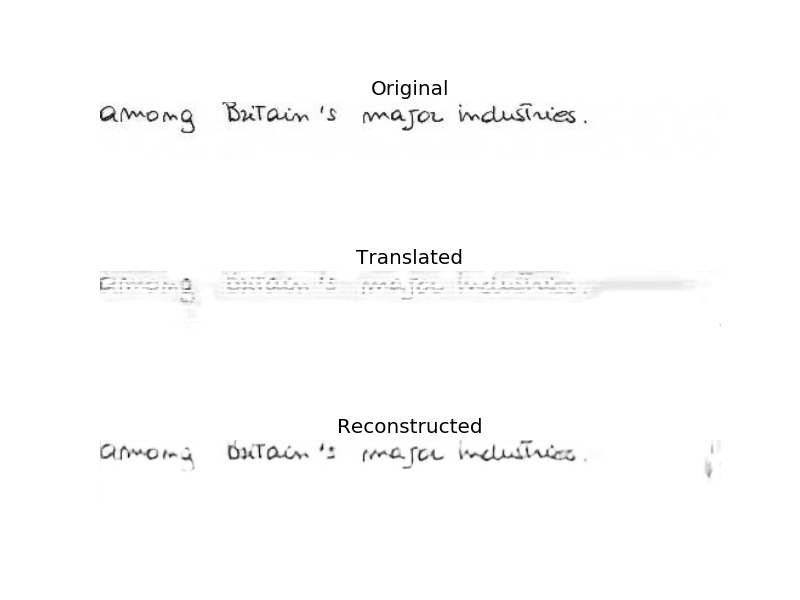 Original
among Britain's major industries.
Translated
among Britain's major industries.
Reconstructed
among Britain's major industries.